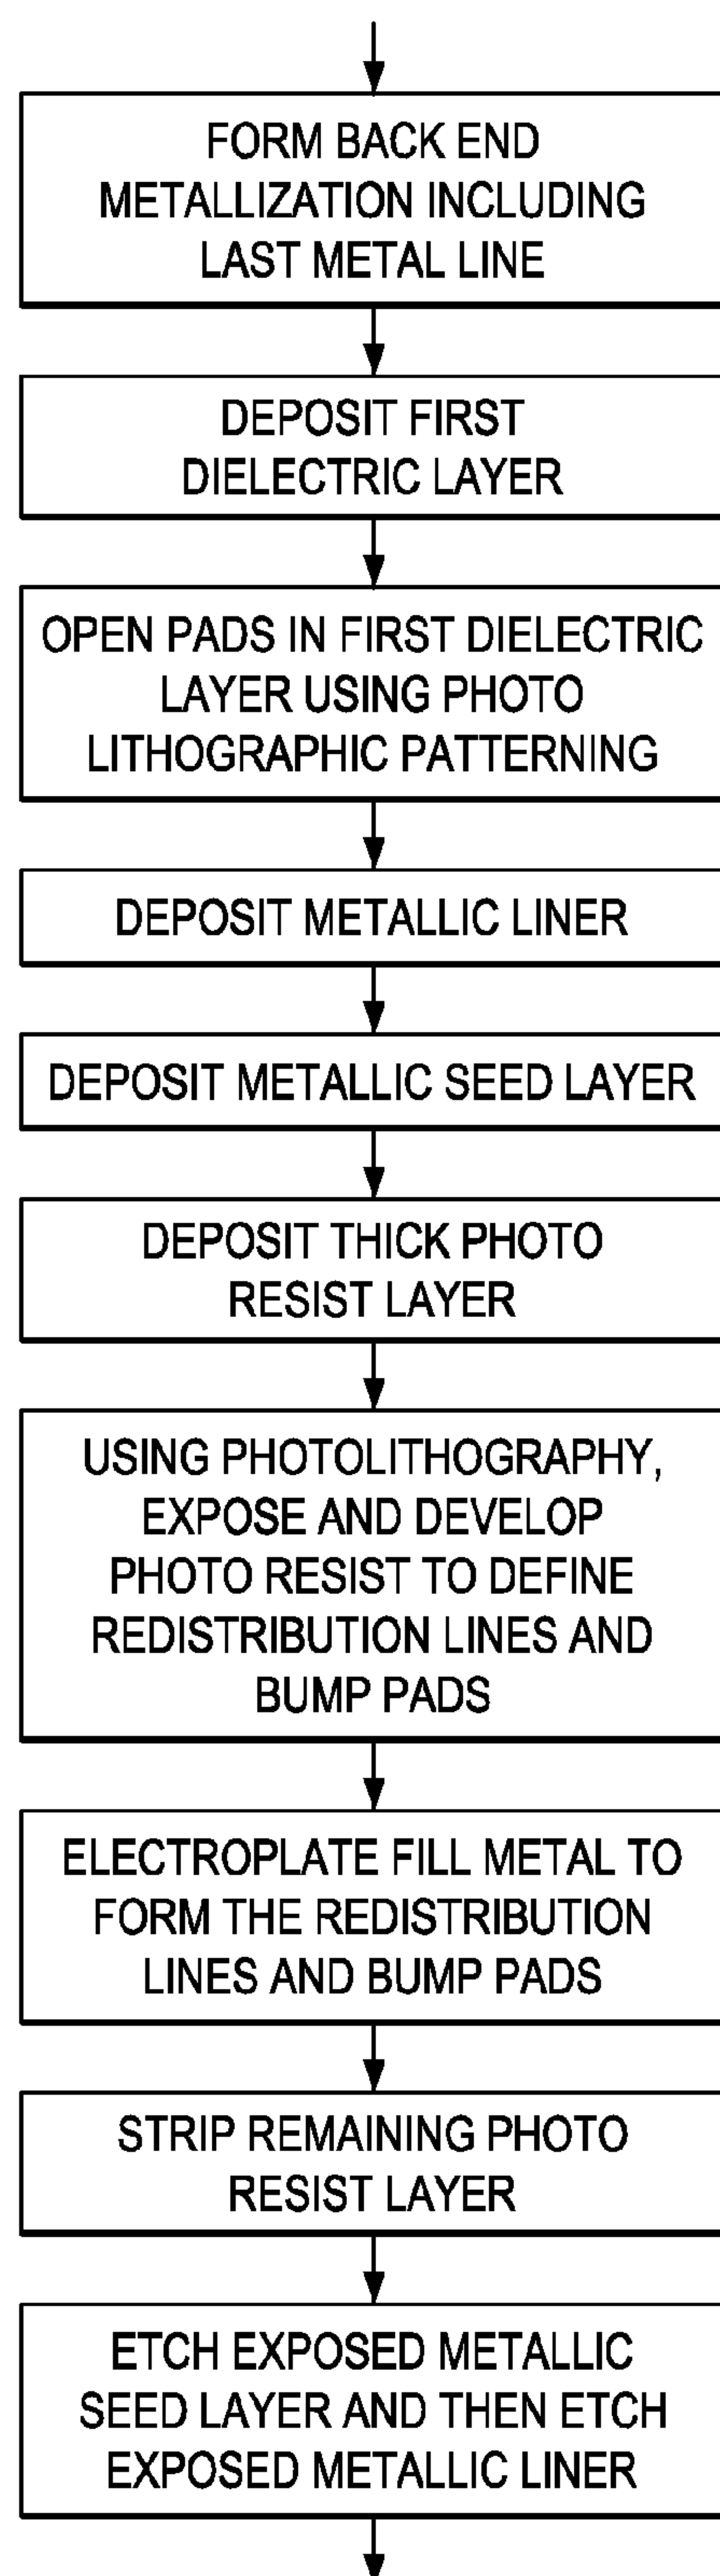 FORM BACK END
METALLIZATION INCLUDING
LAST METAL LINE
DEPOSIT FIRST
DIELECTRIC LAYER
OPEN PADS IN FIRST DIELECTRIC
LAYER USING PHOTO
LITHOGRAPHIC PATTERNING
DEPOSIT METALLIC LINER
DEPOSIT METALLIC SEED LAYER
DEPOSIT THICK PHOTO
RESIST LAYER
USING PHOTOLITHOGRAPHY,
EXPOSE AND DEVELOP
PHOTO RESIST TO DEFINE
REDISTRIBUTION LINES AND
BUMP PADS
ELECTROPLATE FILL METAL TO
FORM THE REDISTRIBUTION
LINES AND BUMP PADS
STRIP REMAINING PHOTO
RESIST LAYER
ETCH EXPOSED METALLIC
SEED LAYER AND THEN ETCH
EXPOSED METALLIC LINER